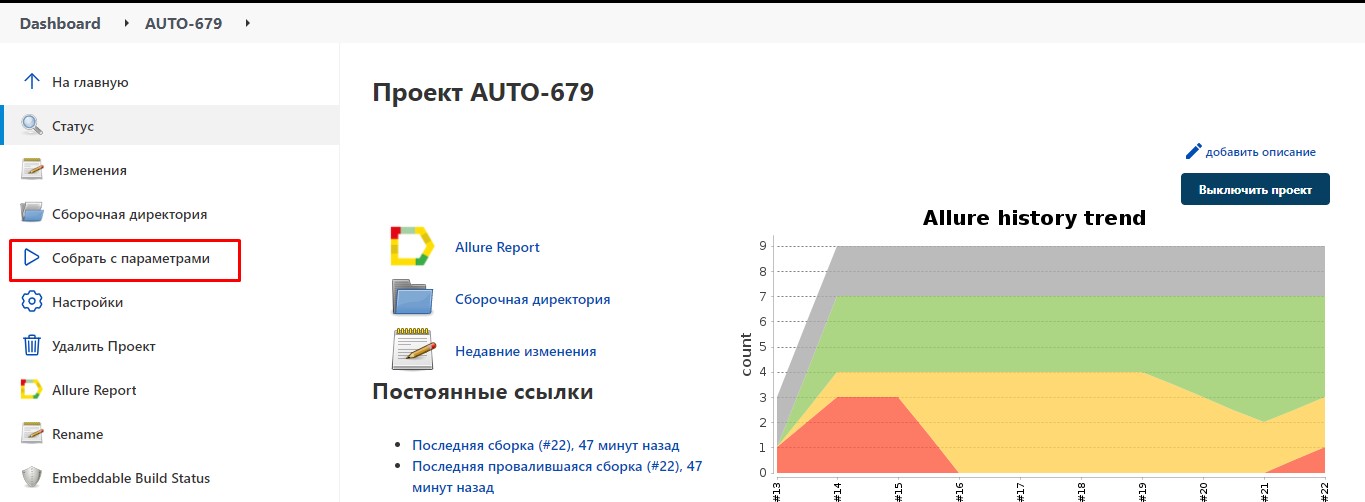 Dashboard
AUTO-679
На главную
Статус
Изменения
Сборочная директория
Собрать с параметрами
Настройки
Удалить Проект
Allure Report
Rename
Embeddable Build Status
Проект AUTO-679
добавить описание
Выключить проект
Allure Report
Сборочная директория
Недавние изменения
Постоянные ссылки
Последняя сборка (#22), 47 минут назад
Последняя провалившаяся сборка (#22), 47
минут назад
Allure history trend
count
9
8
7
6
5
4
3
2
1
0
#13
#14
#15
#16
#17
#18
#19
#20
#21
#22